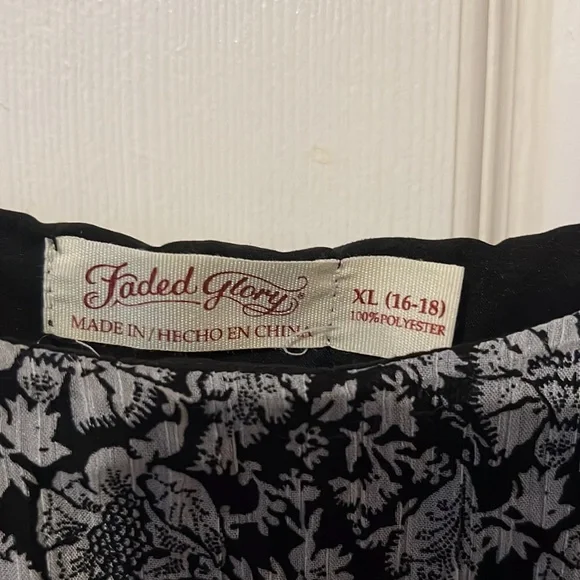 Faded Glory®
MADE IN/HECHO EN CHINA
XL (16-18)
100% POLYESTER